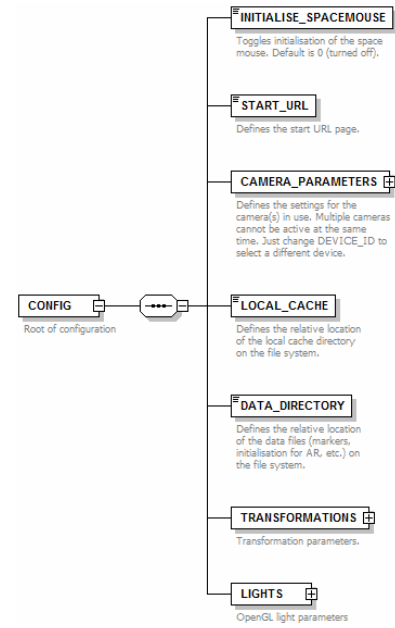 INITIALISE_SPACEMOUSE
Toggles initialisation of the space
mouse. Default is 0 (turned off).
START_URL
Defines the start URL page.
CAMERA_PARAMETERS
Defines the settings for the
camera(s) in use. Multiple cameras
cannot be active at the same
time. Just change DEVICE_ID to
select a different device.
CONFIG
Root of configuration
LOCAL_CACHE
Defines the relative location
of the local cache directory
on the file system.
DATA_DIRECTORY
Defines the relative location
of the data files (markers,
initialisation for AR, etc.) on
the file system.
TRANSFORMATIONS
Transformation parameters.
LIGHTS
OpenGL light parameters